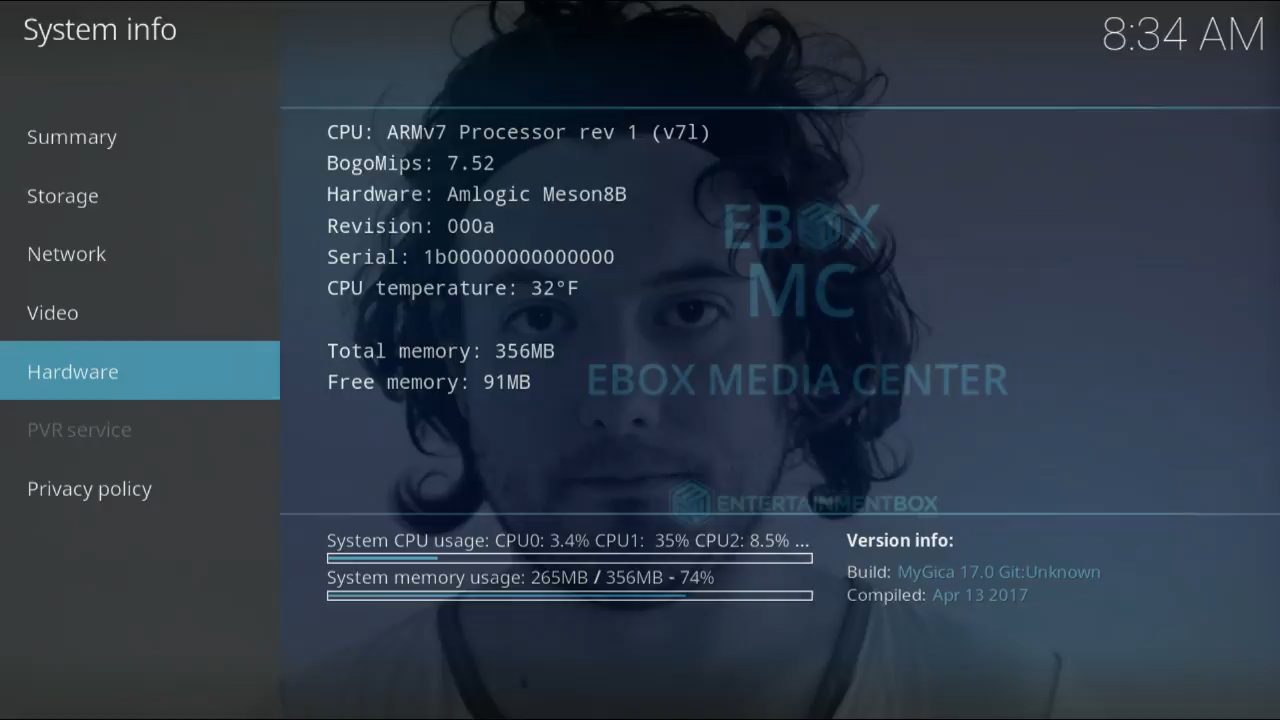 System info
8:34 AM
Summary
Storage
Network
Video
Hardware
PVR service
Privacy policy
CPU: ARMv7 Processor rev 1 (v7l)
BogoMips: 7.52
Hardware: Amlogic Meson8B
Revision: 000a
Serial: 1b00000000000000
CPU temperature: 32°F
Total memory: 356MB
Free memory: 91MB
EBOX
MC
EBOX MEDIA CENTER
ENTERTAINMENTBOX
System CPU usage: CPU0: 3.4% CPU1: 35% CPU2: 8.5% ...
System memory usage: 265MB / 356MB - 74%
Version info:
Build: MyGica 17.0 Git:Unknown
Compiled: Apr 13 2017